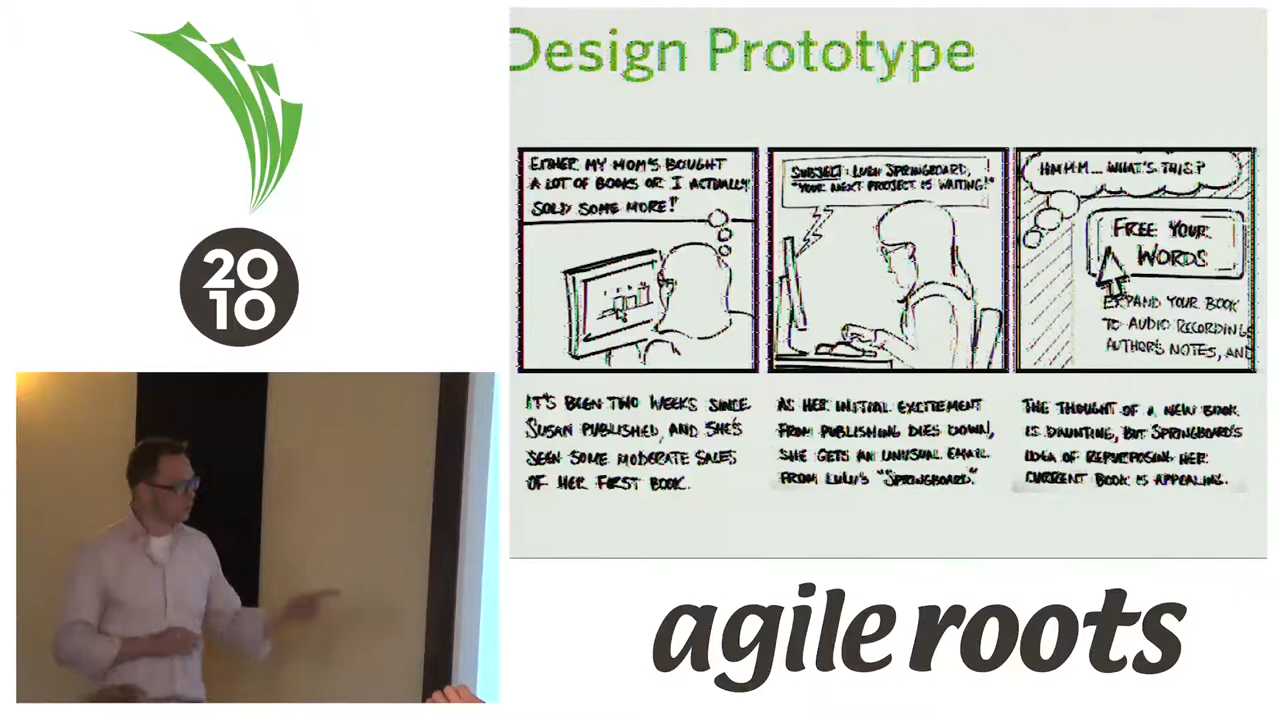 20
10
Design Prototype
EITHER MY MOM'S BOUGHT
A LOT OF BOOKS OR I ACTUALLY
SOLD SOME MORE!
IT'S BEEN TWO WEEKS SINCE
SUSAN PUBLISHED, AND SHE'S
SEEN SOME MODERATE SALES
OF HER FIRST BOOK.
SUBJECT: LULU SPRINGBOARD,
"YOUR NEXT PROJECT IS WAITING!"
AS HER INITIAL EXCITEMENT
FROM PUBLISHING DIES DOWN,
SHE GETS AN UNUSUAL EMAIL
FROM LULU'S "SPRINGBOARD."
HMMM... WHAT'S THIS?
FREE YOUR
WORDS
EXPAND YOUR BOOK
TO AUDIO RECORDINGS
AUTHOR'S NOTES, AND
THE THOUGHT OF A NEW BOOK
IS DAUNTING, BUT SPRINGBOARD'S
IDEA OF REPURPOSING HER
CURRENT BOOK IS APPEALING.
agile roots